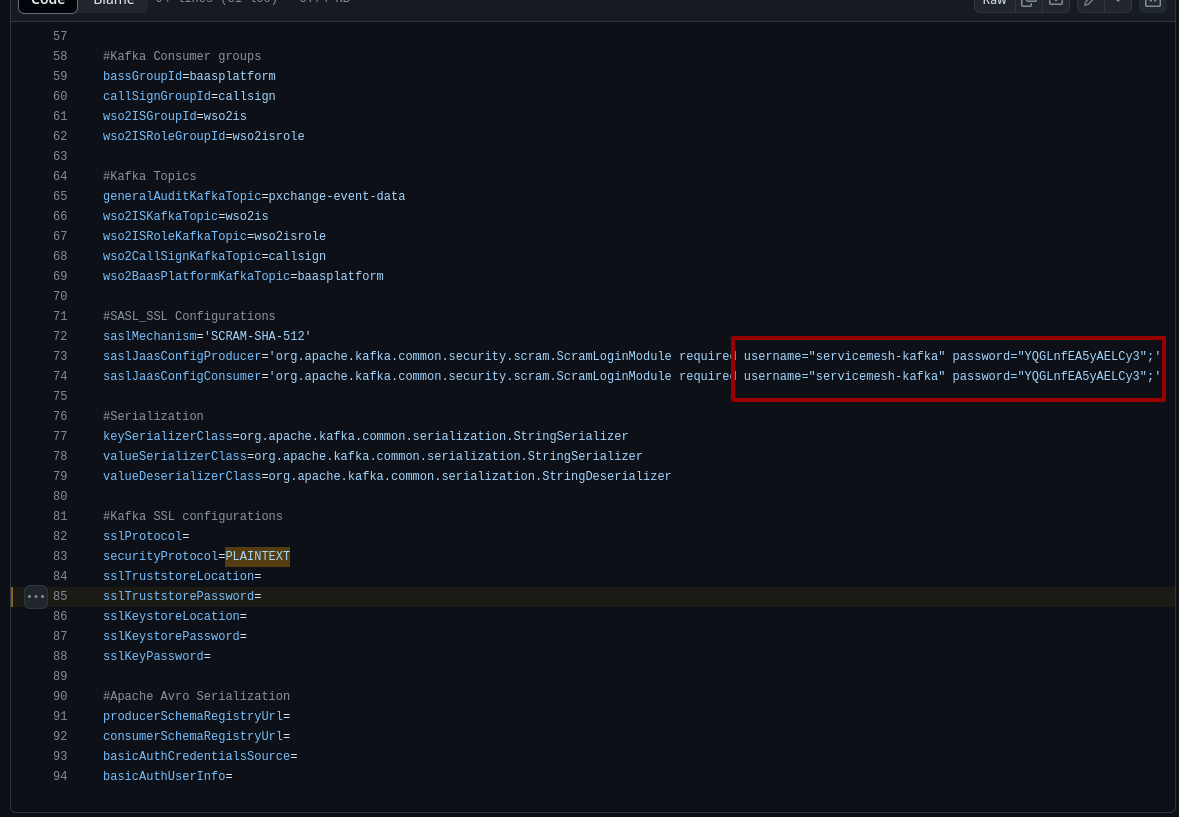 Code Blame 94 lines (81 loc) · 3.44 KB Raw
57
58 #Kafka Consumer groups
59 bassGroupId=baasplatform
60 callSignGroupId=callsign
61 wso2ISGroupId=wso2is
62 wso2ISRoleGroupId=wso2isrole
63
64 #Kafka Topics
65 generalAuditKafkaTopic=pxchange-event-data
66 wso2ISKafkaTopic=wso2is
67 wso2ISRoleKafkaTopic=wso2isrole
68 wso2CallSignKafkaTopic=callsign
69 wso2BaasPlatformKafkaTopic=baasplatform
70
71 #SASL_SSL Configurations
72 saslMechanism='SCRAM-SHA-512'
73 saslJaasConfigProducer='org.apache.kafka.common.security.scram.ScramLoginModule required username="servicemesh-kafka" password="YQGLnfEA5yAELCy3";'
74 saslJaasConfigConsumer='org.apache.kafka.common.security.scram.ScramLoginModule required username="servicemesh-kafka" password="YQGLnfEA5yAELCy3";'
75
76 #Serialization
77 keySerializerClass=org.apache.kafka.common.serialization.StringSerializer
78 valueSerializerClass=org.apache.kafka.common.serialization.StringSerializer
79 valueDeserializerClass=org.apache.kafka.common.serialization.StringDeserializer
80
81 #Kafka SSL configurations
82 sslProtocol=
83 securityProtocol=PLAINTEXT
84 sslTruststoreLocation=
85 sslTruststorePassword=
86 sslKeystoreLocation=
87 sslKeystorePassword=
88 sslKeyPassword=
89
90 #Apache Avro Serialization
91 producerSchemaRegistryUrl=
92 consumerSchemaRegistryUrl=
93 basicAuthCredentialsSource=
94 basicAuthUserInfo=